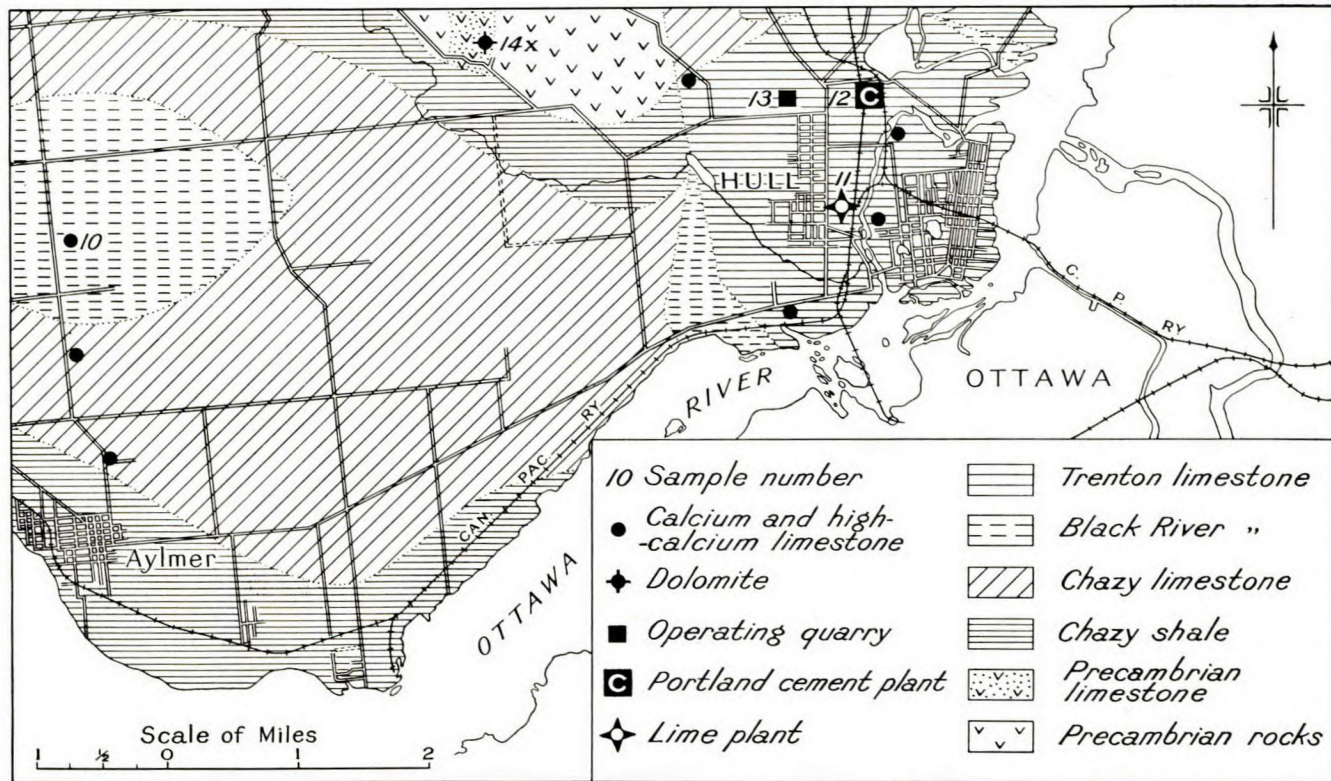 14x
13
12
C
11
HULL
10
C. P. RY
RIVER
OTTAWA
CAN. PAC. RY
OTTAWA
Aylmer
Scale of Miles
1 ½ 0 1 2
10 Sample number
Calcium and high-
-calcium limestone
Dolomite
Operating quarry
C Portland cement plant
Lime plant
Trenton limestone
Black River „
Chazy limestone
Chazy shale
Precambrian
limestone
Precambrian rocks